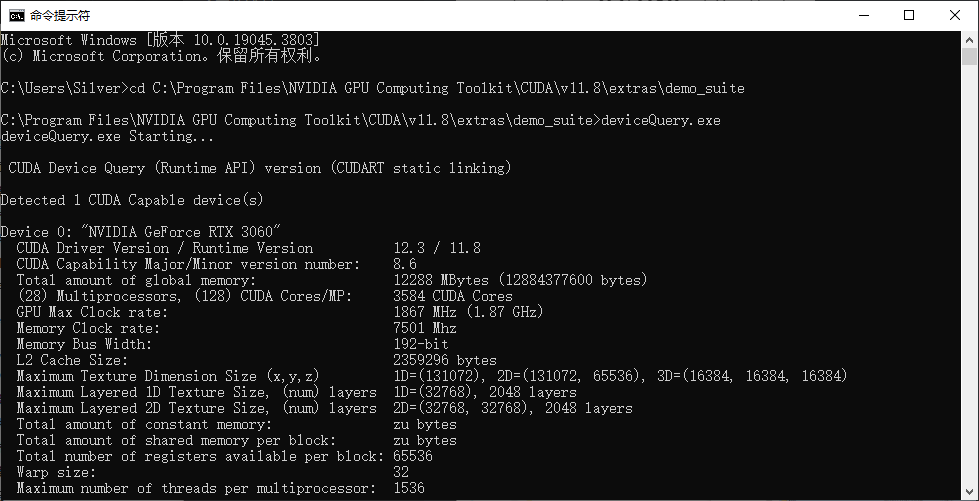 命令提示符
Microsoft Windows [版本 10.0.19045.3803]
(c) Microsoft Corporation。保留所有权利。
C:\Users\Silver>cd C:\Program Files\NVIDIA GPU Computing Toolkit\CUDA\v11.8\extras\demo_suite
C:\Program Files\NVIDIA GPU Computing Toolkit\CUDA\v11.8\extras\demo_suite>deviceQuery.exe
deviceQuery.exe Starting...
CUDA Device Query (Runtime API) version (CUDART static linking)
Detected 1 CUDA Capable device(s)
Device 0: "NVIDIA GeForce RTX 3060"
CUDA Driver Version / Runtime Version          12.3 / 11.8
CUDA Capability Major/Minor version number:    8.6
Total amount of global memory:                 12288 MBytes (12884377600 bytes)
(28) Multiprocessors, (128) CUDA Cores/MP:     3584 CUDA Cores
GPU Max Clock rate:                            1867 MHz (1.87 GHz)
Memory Clock rate:                             7501 Mhz
Memory Bus Width:                              192-bit
L2 Cache Size:                                 2359296 bytes
Maximum Texture Dimension Size (x,y,z)         1D=(131072), 2D=(131072, 65536), 3D=(16384, 16384, 16384)
Maximum Layered 1D Texture Size, (num) layers  1D=(32768), 2048 layers
Maximum Layered 2D Texture Size, (num) layers  2D=(32768, 32768), 2048 layers
Total amount of constant memory:               zu bytes
Total amount of shared memory per block:       zu bytes
Total number of registers available per block: 65536
Warp size:                                     32
Maximum number of threads per multiprocessor:  1536